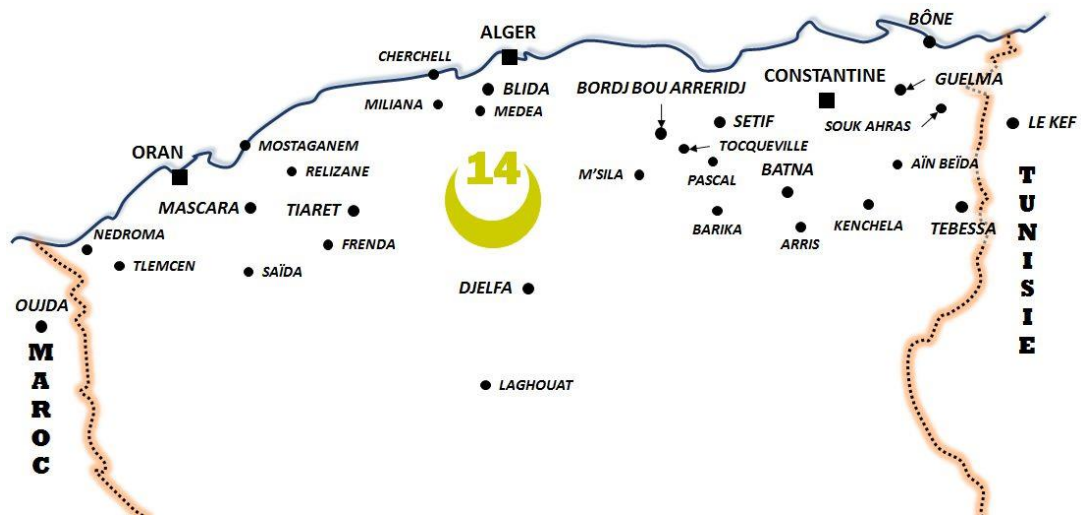 BÔNE
ALGER
CHERCHELL
CONSTANTINE
GUELMA
BORDJ BOU ARRERIDJ
BLIDA
MILIANA
MEDEA
SETIF
SOUK AHRAS
LE KEF
MOSTAGANEM
ORAN
TOCQUEVILLE
14
RELIZANE
M'SILA
PASCAL
BATNA
AÏN BEÏDA
MASCARA
TIARET
BARIKA
ARRIS
KENCHELA
TEBESSA
NEDROMA
FRENDA
TLEMCEN
SAÏDA
DJELFA
OUJDA
LAGHOUAT
MAROC
TUNISIE